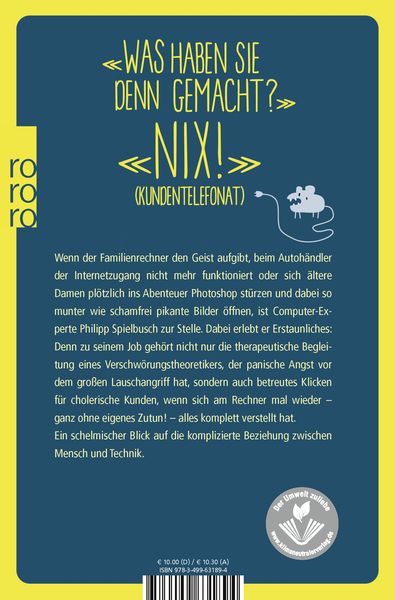 «WAS HABEN SIE
DENN GEMACHT?»
«NIX!»
(KUNDENTELEFONAT)
ro
ro
ro
Wenn der Familienrechner den Geist aufgibt, beim Autohändler
der Internetzugang nicht mehr funktioniert oder sich ältere
Damen plötzlich ins Abenteuer Photoshop stürzen und dabei so
munter wie schamfrei pikante Bilder öffnen, ist Computer-Ex-
perte Philipp Spielbusch zur Stelle. Dabei erlebt er Erstaunliches:
Denn zu seinem Job gehört nicht nur die therapeutische Beglei-
tung eines Verschwörungstheoretikers, der panische Angst vor
dem großen Lauschangriff hat, sondern auch betreutes Klicken
für cholerische Kunden, wenn sich am Rechner mal wieder –
ganz ohne eigenes Zutun! – alles komplett verstellt hat.
Ein schelmischer Blick auf die komplizierte Beziehung zwischen
Mensch und Technik.
Der Umwelt zuliebe
www.klimaneutralerverlag.de
€ 10.00 (D) / € 10.30 (A)
ISBN 978-3-499-63189-4